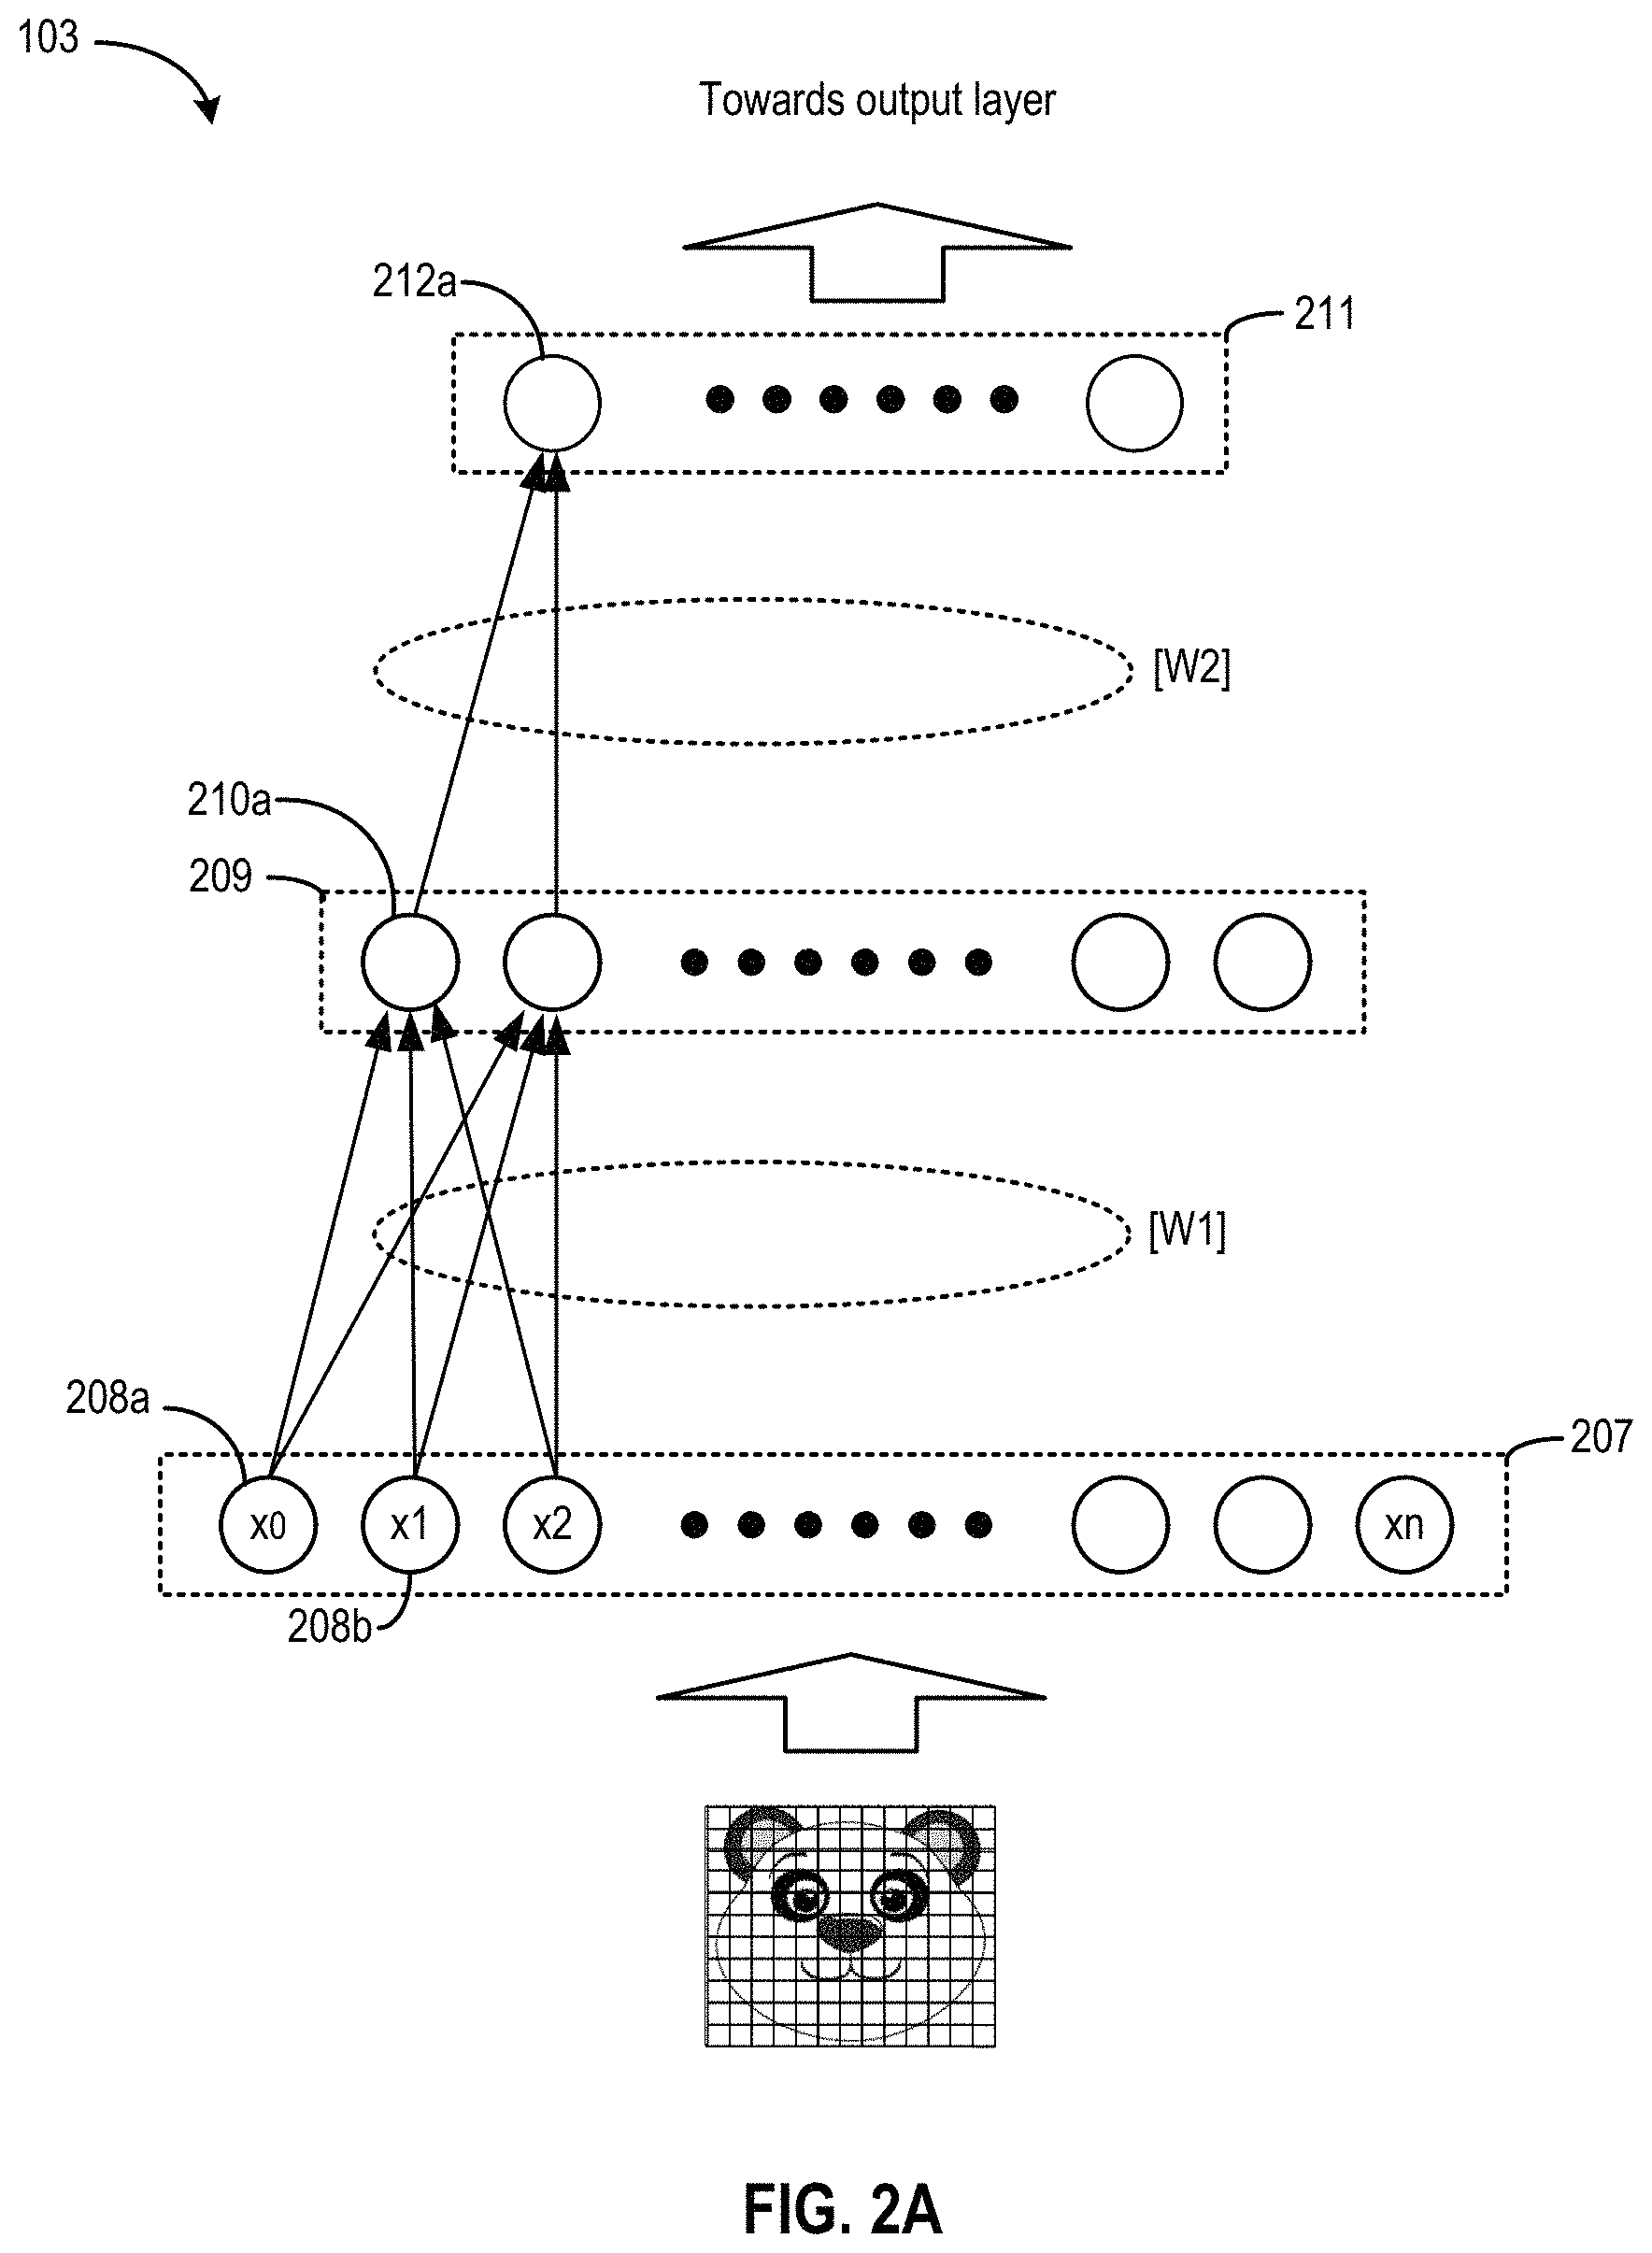 103
Towards output layer
212a
211
[W2]
210a
209
[W1]
208a
207
x0 x1 x2 xn
208b
FIG. 2A